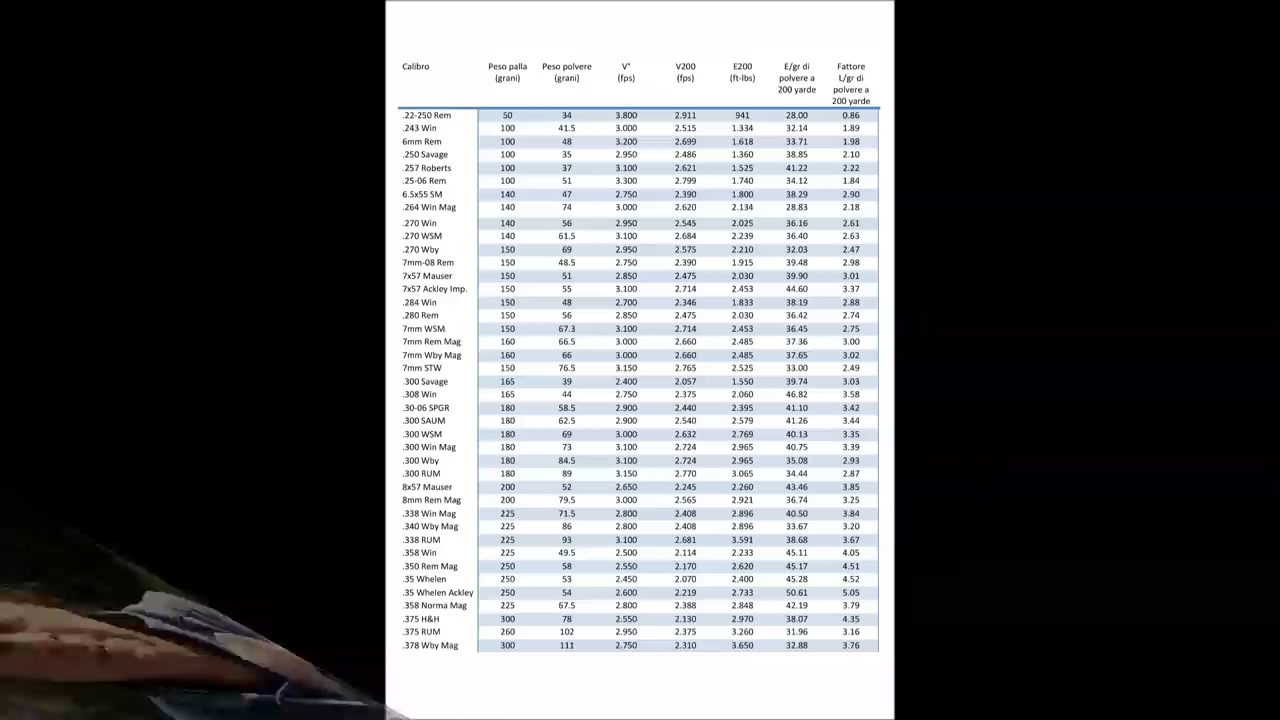 Calibro Peso palla (grani) Peso polvere (grani) V° (fps) V200 (fps) E200 (ft-lbs) E/gr di polvere a 200 yarde Fattore L/gr di polvere a 200 yarde
.22-250 Rem 50 34 3.800 2.911 941 28.00 0.86
.243 Win 100 41.5 3.000 2.515 1.334 32.14 1.89
6mm Rem 100 48 3.200 2.699 1.618 33.71 1.98
.250 Savage 100 35 2.950 2.486 1.360 38.85 2.10
.257 Roberts 100 37 3.100 2.621 1.525 41.22 2.22
.25-06 Rem 100 51 3.300 2.799 1.740 34.12 1.84
6.5x55 SM 140 47 2.750 2.390 1.800 38.29 2.90
.264 Win Mag 140 74 3.000 2.620 2.134 28.83 2.18
.270 Win 140 56 2.950 2.545 2.025 36.16 2.61
.270 WSM 140 61.5 3.100 2.684 2.239 36.40 2.63
.270 Wby 150 69 2.950 2.575 2.210 32.03 2.47
7mm-08 Rem 150 48.5 2.750 2.390 1.915 39.48 2.98
7x57 Mauser 150 51 2.850 2.475 2.030 39.90 3.01
7x57 Ackley Imp. 150 55 3.100 2.714 2.453 44.60 3.37
.284 Win 150 48 2.700 2.346 1.833 38.19 2.88
.280 Rem 150 56 2.850 2.475 2.030 36.42 2.74
7mm WSM 150 67.3 3.100 2.714 2.453 36.45 2.75
7mm Rem Mag 160 66.5 3.000 2.660 2.485 37.36 3.00
7mm Wby Mag 160 66 3.000 2.660 2.485 37.65 3.02
7mm STW 150 76.5 3.150 2.765 2.525 33.00 2.49
.300 Savage 165 39 2.400 2.057 1.550 39.74 3.03
.308 Win 165 44 2.750 2.375 2.060 46.82 3.58
.30-06 SPGR 180 58.5 2.900 2.440 2.395 41.10 3.42
.300 SAUM 180 62.5 2.900 2.540 2.579 41.26 3.44
.300 WSM 180 69 3.000 2.632 2.769 40.13 3.35
.300 Win Mag 180 73 3.100 2.724 2.965 40.75 3.39
.300 Wby 180 84.5 3.100 2.724 2.965 35.08 2.93
.300 RUM 180 89 3.150 2.770 3.065 34.44 2.87
8x57 Mauser 200 52 2.650 2.245 2.260 43.46 3.85
8mm Rem Mag 200 79.5 3.000 2.565 2.921 36.74 3.25
.338 Win Mag 225 71.5 2.800 2.408 2.896 40.50 3.84
.340 Wby Mag 225 86 2.800 2.408 2.896 33.67 3.20
.338 RUM 225 93 3.100 2.681 3.591 38.68 3.67
.358 Win 225 49.5 2.500 2.114 2.233 45.11 4.05
.350 Rem Mag 250 58 2.550 2.170 2.620 45.17 4.51
.35 Whelen 250 53 2.450 2.070 2.400 45.28 4.52
.35 Whelen Ackley 250 54 2.600 2.219 2.733 50.61 5.05
.358 Norma Mag 225 67.5 2.800 2.388 2.848 42.19 3.79
.375 H&H 300 78 2.550 2.130 2.970 38.07 4.35
.375 RUM 260 102 2.950 2.375 3.260 31.96 3.16
.378 Wby Mag 300 111 2.750 2.310 3.650 32.88 3.76